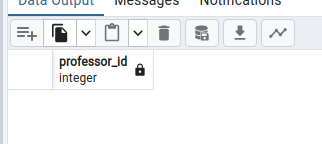 Data Output Messages Notifications
professor_id
integer